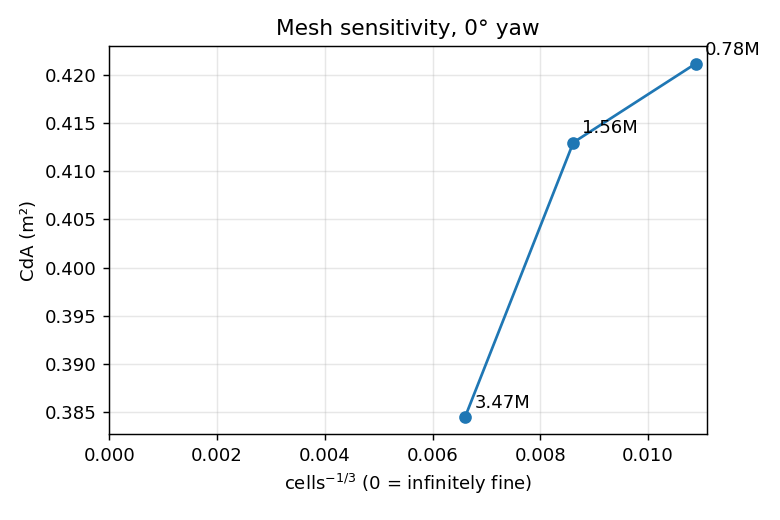 Mesh sensitivity, 0° yaw
0.78M
0.420
0.415
1.56M
0.410
0.405
CdA (m²)
0.400
0.395
0.390
3.47M
0.385
0.000 0.002 0.004 0.006 0.008 0.010
cells⁻¹/³ (0 = infinitely fine)